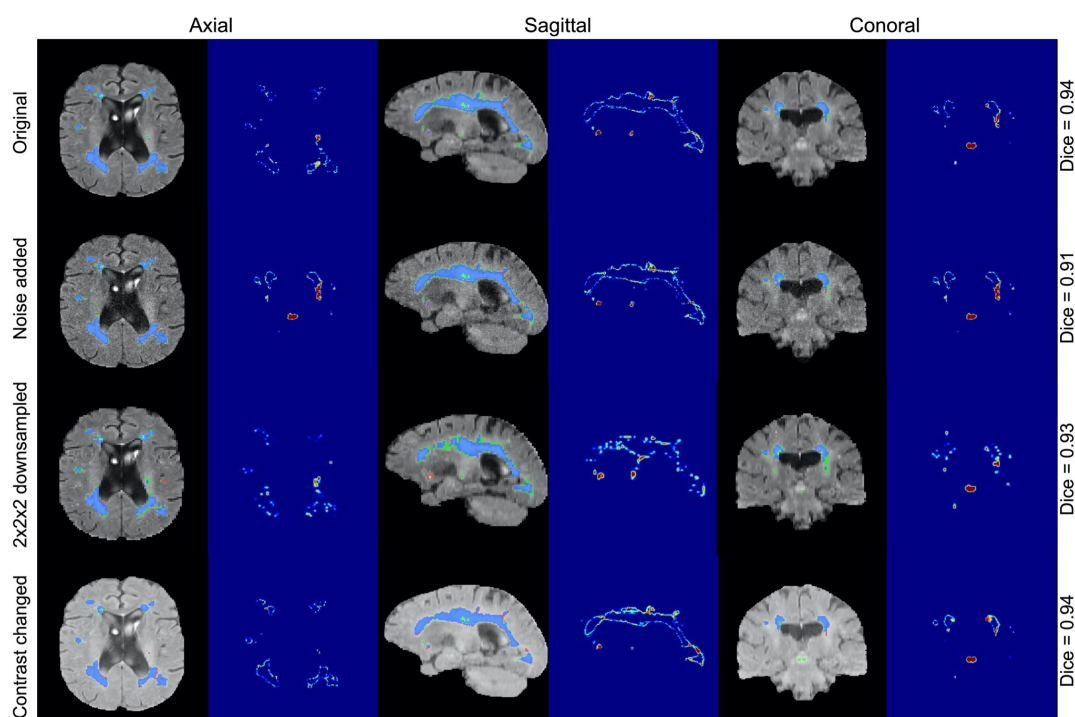 Axial
Sagittal
Conoral
Original
Dice = 0.94
Noise added
Dice = 0.91
2x2x2 downsampled
Dice = 0.93
Contrast changed
Dice = 0.94